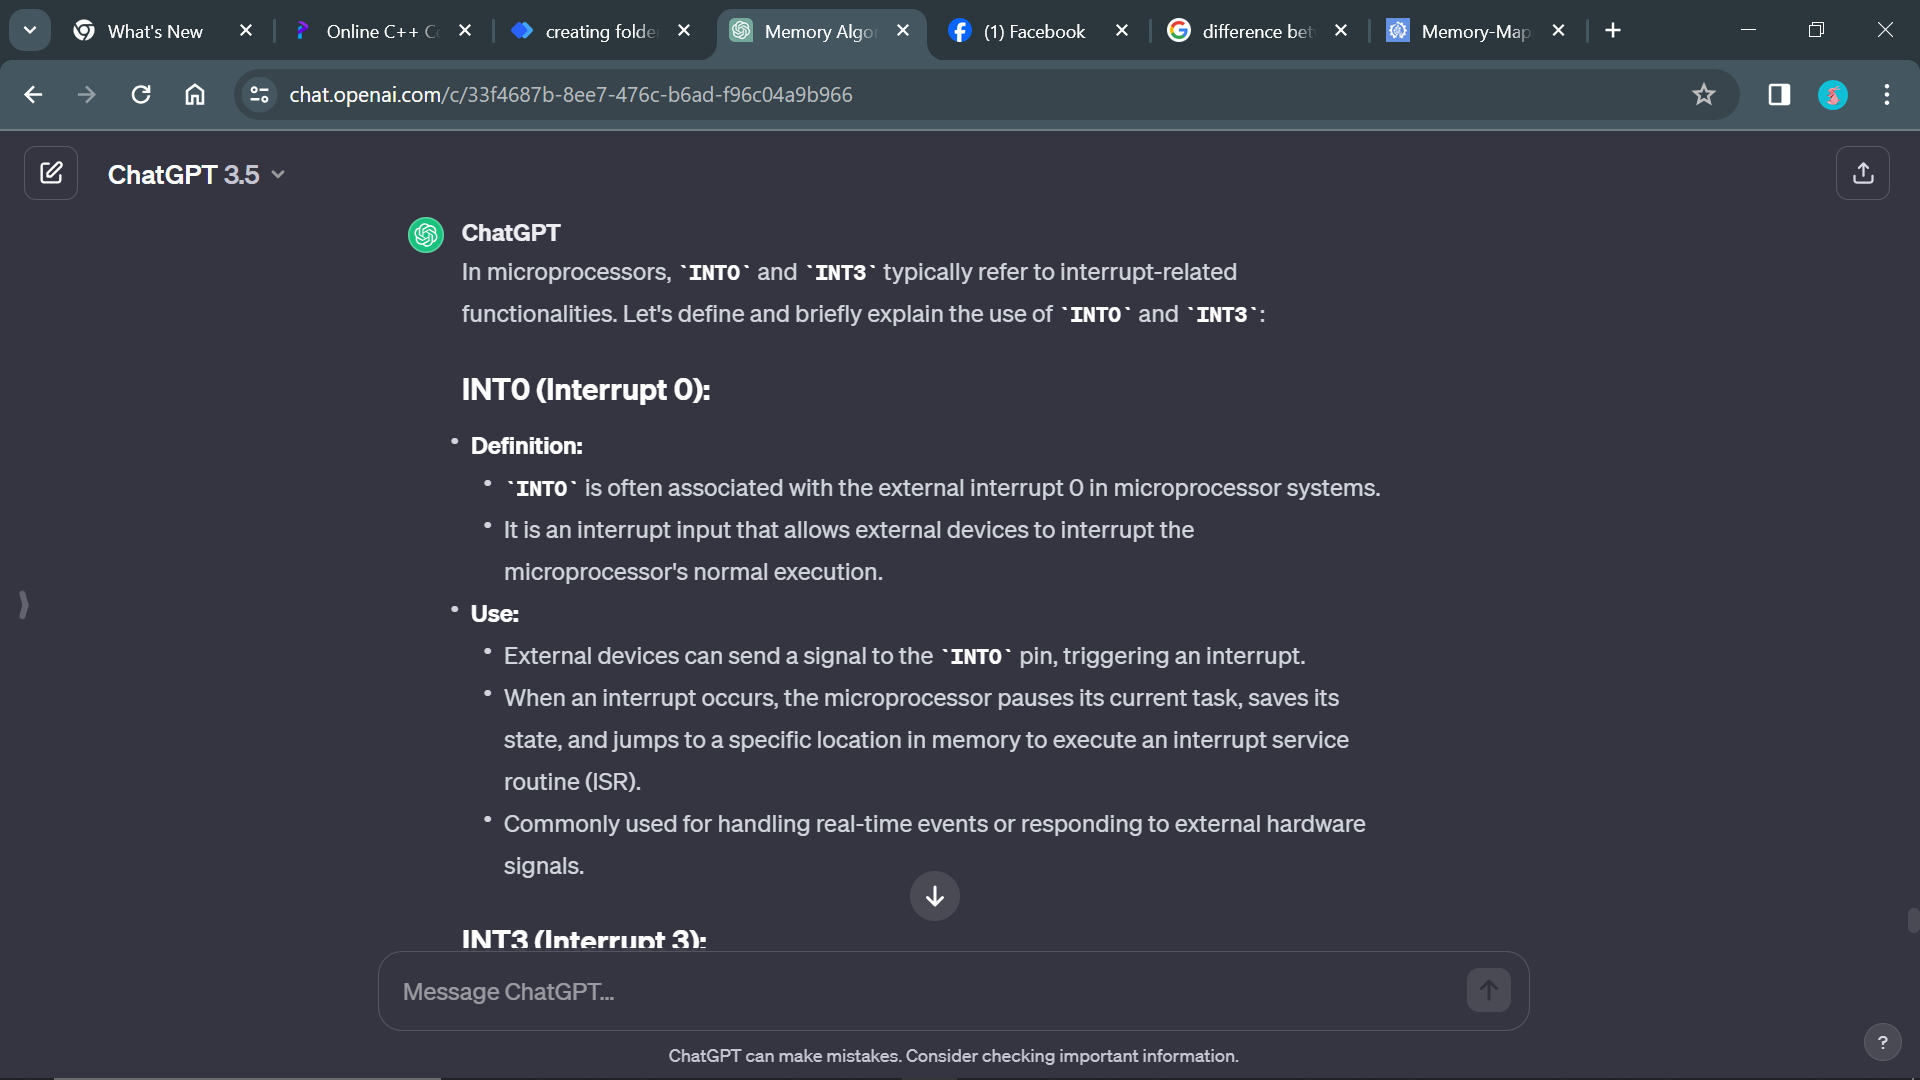 What's New
Online C++ Co
creating folde
Memory Algo
(1) Facebook
difference bet
Memory-Map
chat.openai.com/c/33f4687b-8ee7-476c-b6ad-f96c04a9b966
ChatGPT 3.5
ChatGPT
In microprocessors, `INT0` and `INT3` typically refer to interrupt-related
functionalities. Let's define and briefly explain the use of `INT0` and `INT3`:
INT0 (Interrupt 0):
• Definition:
• `INT0` is often associated with the external interrupt 0 in microprocessor systems.
• It is an interrupt input that allows external devices to interrupt the
microprocessor's normal execution.
• Use:
• External devices can send a signal to the `INT0` pin, triggering an interrupt.
• When an interrupt occurs, the microprocessor pauses its current task, saves its
state, and jumps to a specific location in memory to execute an interrupt service
routine (ISR).
• Commonly used for handling real-time events or responding to external hardware
signals.
INT3 (Interrupt 3):
Message ChatGPT...
ChatGPT can make mistakes. Consider checking important information.
?